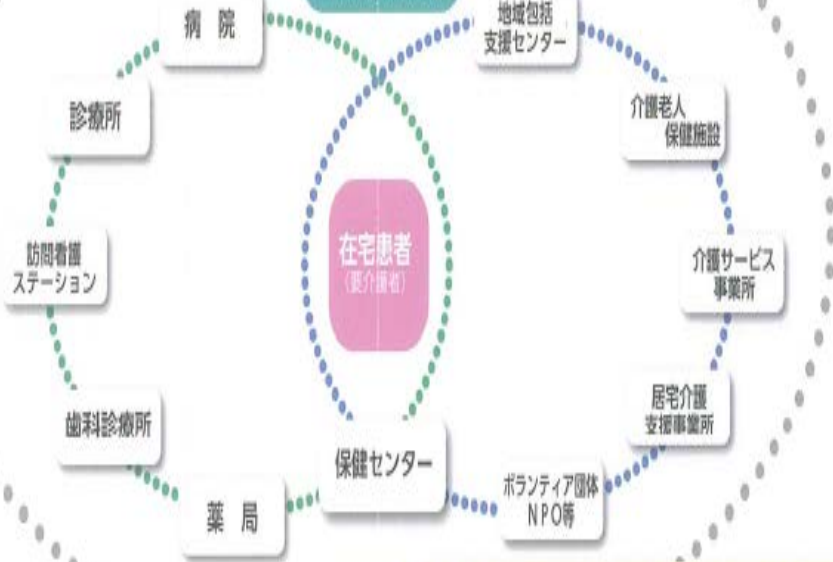 病 院
地域包括
支援センター
診療所
介護老人
保健施設
訪問看護
ステーション
在宅患者
(要介護者)
介護サービス
事業所
歯科診療所
居宅介護
支援事業所
保健センター
薬 局
ボランティア団体
NPO等